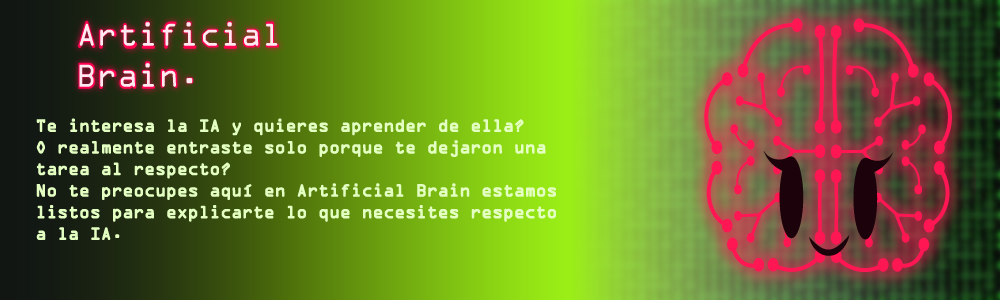 Artificial
Brain.
Te interesa la IA y quieres aprender de ella?
O realmente entraste solo porque te dejaron una
tarea al respecto?
No te preocupes aquí en Artificial Brain estamos
listos para explicarte lo que necesites respecto
a la IA.